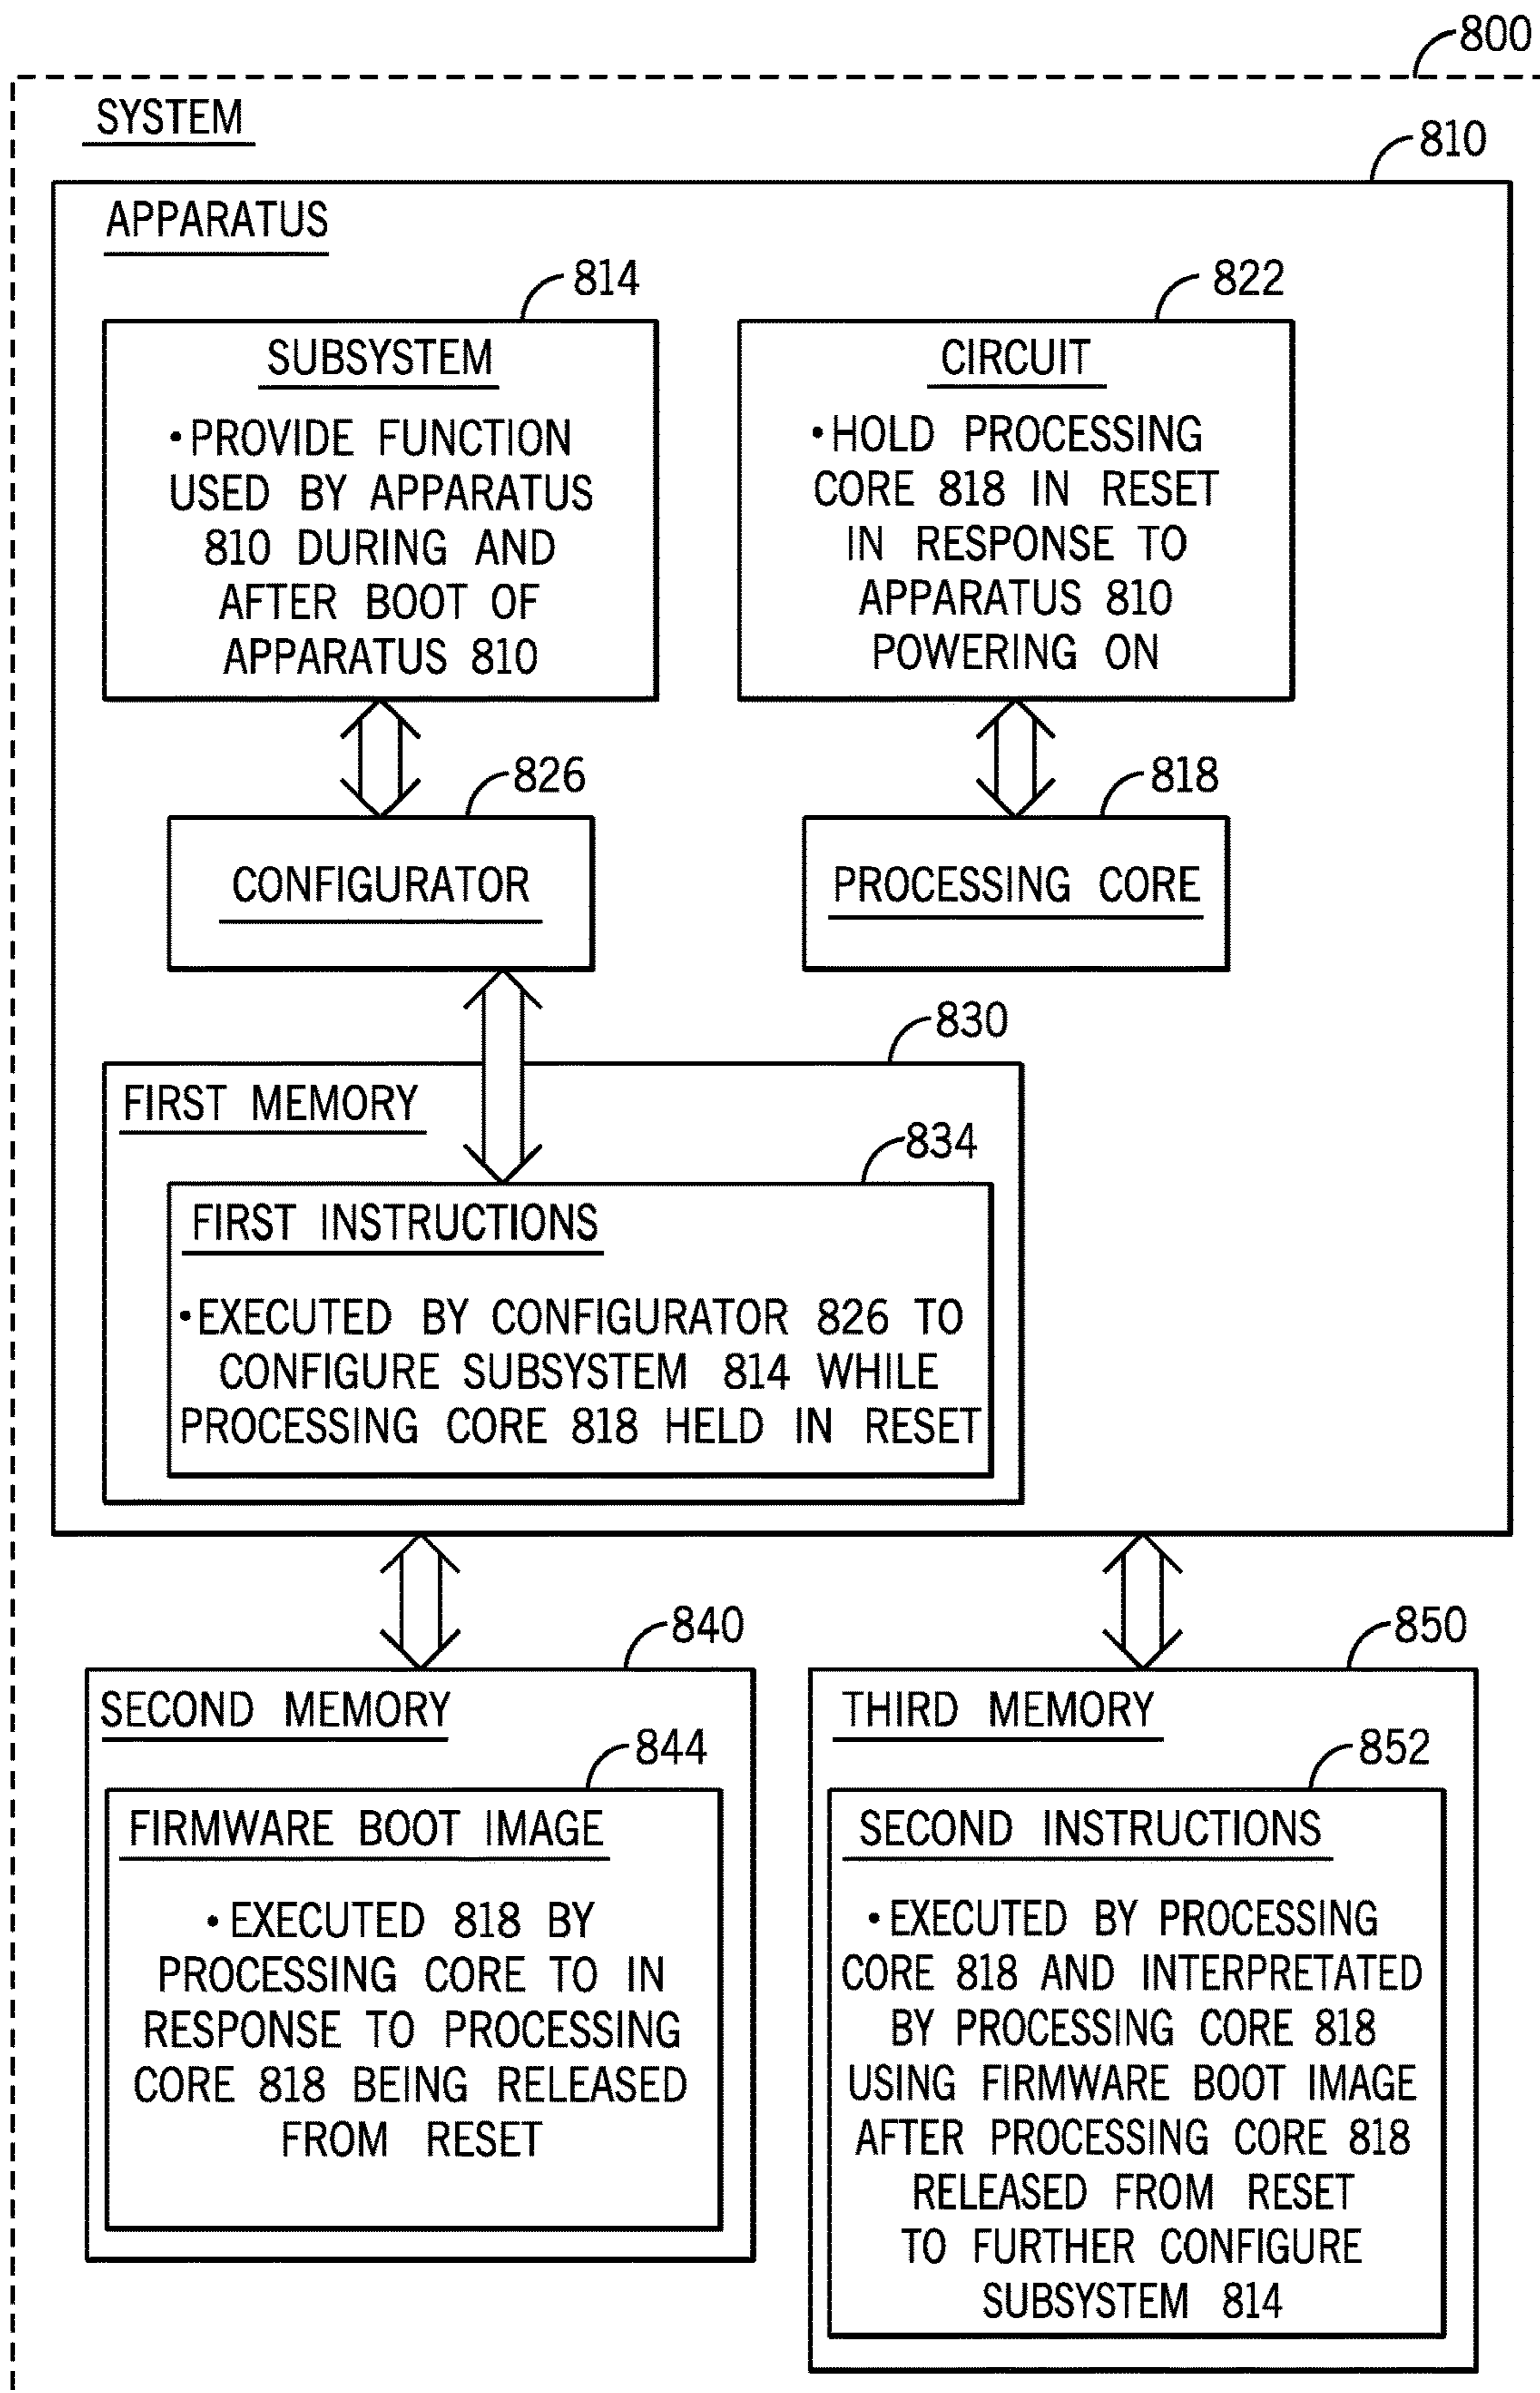 800
SYSTEM
810
APPARATUS
814
SUBSYSTEM
•PROVIDE FUNCTION
USED BY APPARATUS
810 DURING AND
AFTER BOOT OF
APPARATUS 810
822
CIRCUIT
•HOLD PROCESSING
CORE 818 IN RESET
IN RESPONSE TO
APPARATUS 810
POWERING ON
826
CONFIGURATOR
818
PROCESSING CORE
830
FIRST MEMORY
834
FIRST INSTRUCTIONS
•EXECUTED BY CONFIGURATOR 826 TO
CONFIGURE SUBSYSTEM 814 WHILE
PROCESSING CORE 818 HELD IN RESET
840
SECOND MEMORY
844
FIRMWARE BOOT IMAGE
• EXECUTED 818 BY
PROCESSING CORE TO IN
RESPONSE TO PROCESSING
CORE 818 BEING RELEASED
FROM RESET
850
THIRD MEMORY
852
SECOND INSTRUCTIONS
•EXECUTED BY PROCESSING
CORE 818 AND INTERPRETATED
BY PROCESSING CORE 818
USING FIRMWARE BOOT IMAGE
AFTER PROCESSING CORE 818
RELEASED FROM RESET
TO FURTHER CONFIGURE
SUBSYSTEM 814